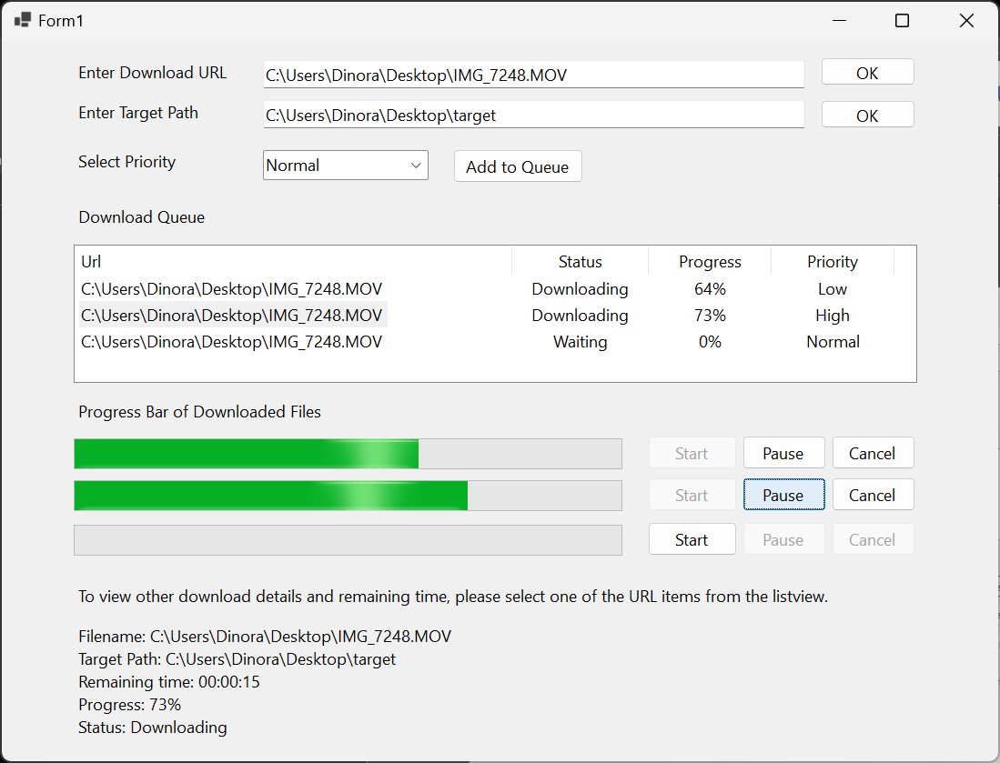 Form1
Enter Download URL C:\Users\Dinora\Desktop\IMG_7248.MOV OK
Enter Target Path C:\Users\Dinora\Desktop\target OK
Select Priority Normal Add to Queue
Download Queue
Url Status Progress Priority
C:\Users\Dinora\Desktop\IMG_7248.MOV Downloading 64% Low
C:\Users\Dinora\Desktop\IMG_7248.MOV Downloading 73% High
C:\Users\Dinora\Desktop\IMG_7248.MOV Waiting 0% Normal
Progress Bar of Downloaded Files
Start Pause Cancel
Start Pause Cancel
Start Pause Cancel
To view other download details and remaining time, please select one of the URL items from the listview.
Filename: C:\Users\Dinora\Desktop\IMG_7248.MOV
Target Path: C:\Users\Dinora\Desktop\target
Remaining time: 00:00:15
Progress: 73%
Status: Downloading